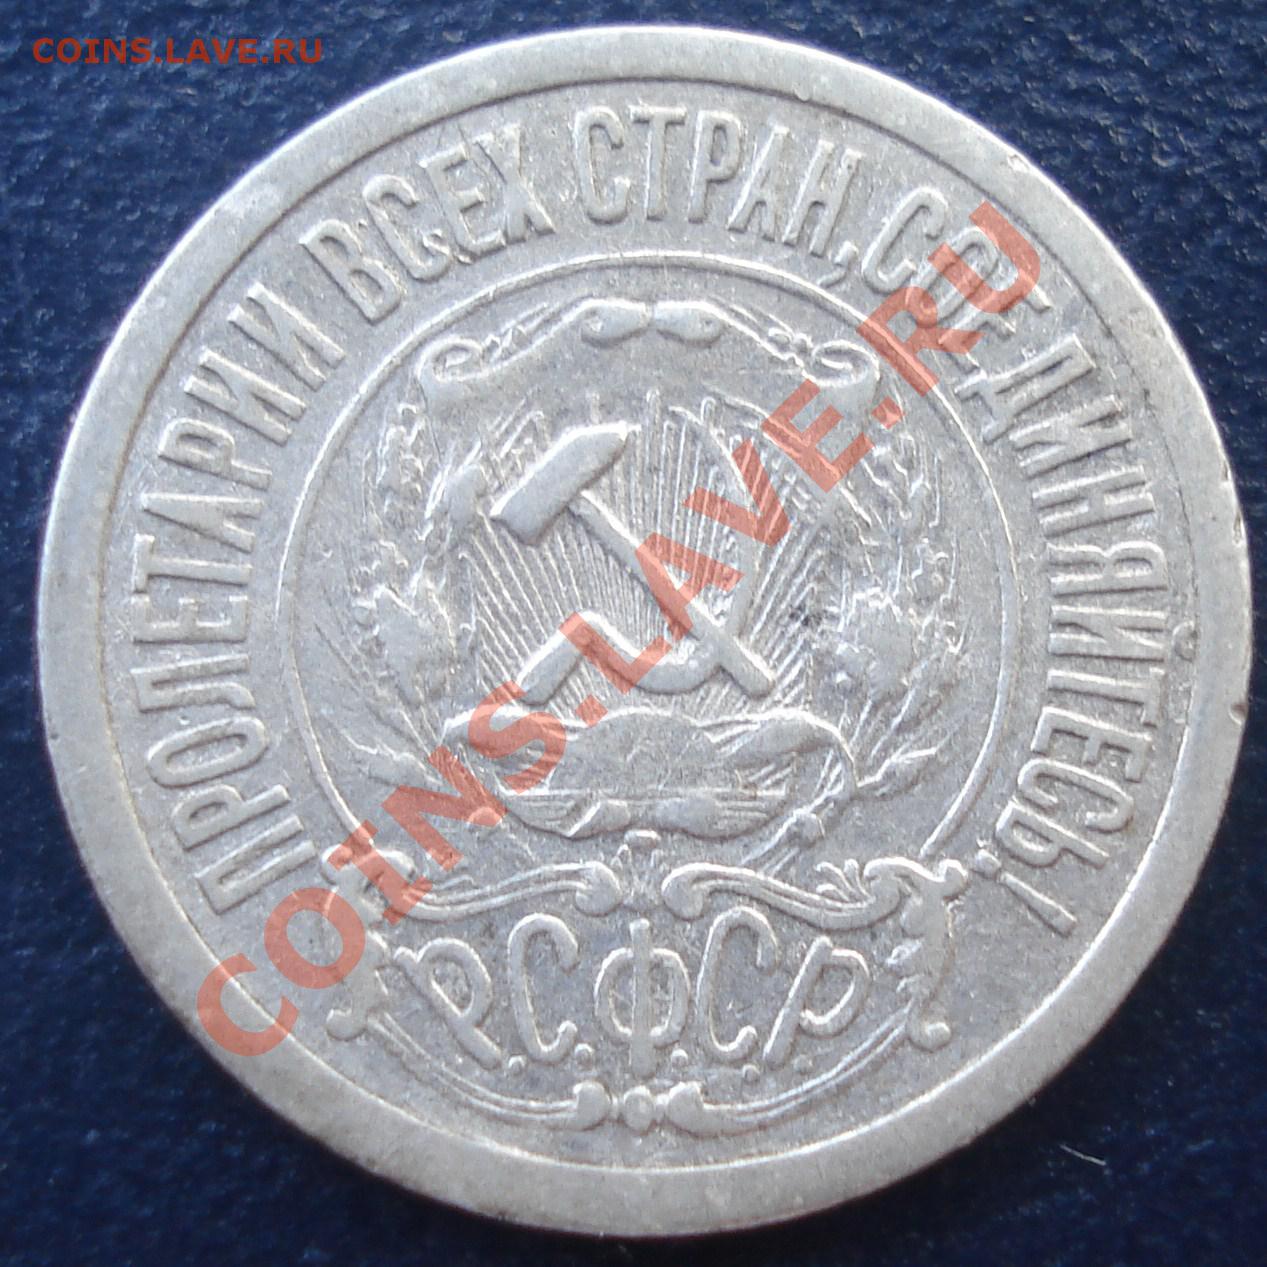 COINS.LAVE.RU
ПРОЛЕТАРИИ ВСЕХ СТРАН, СОЕДИНЯЙТЕСЬ!
COINS.LAVE.RU
Р.С.Ф.С.Р